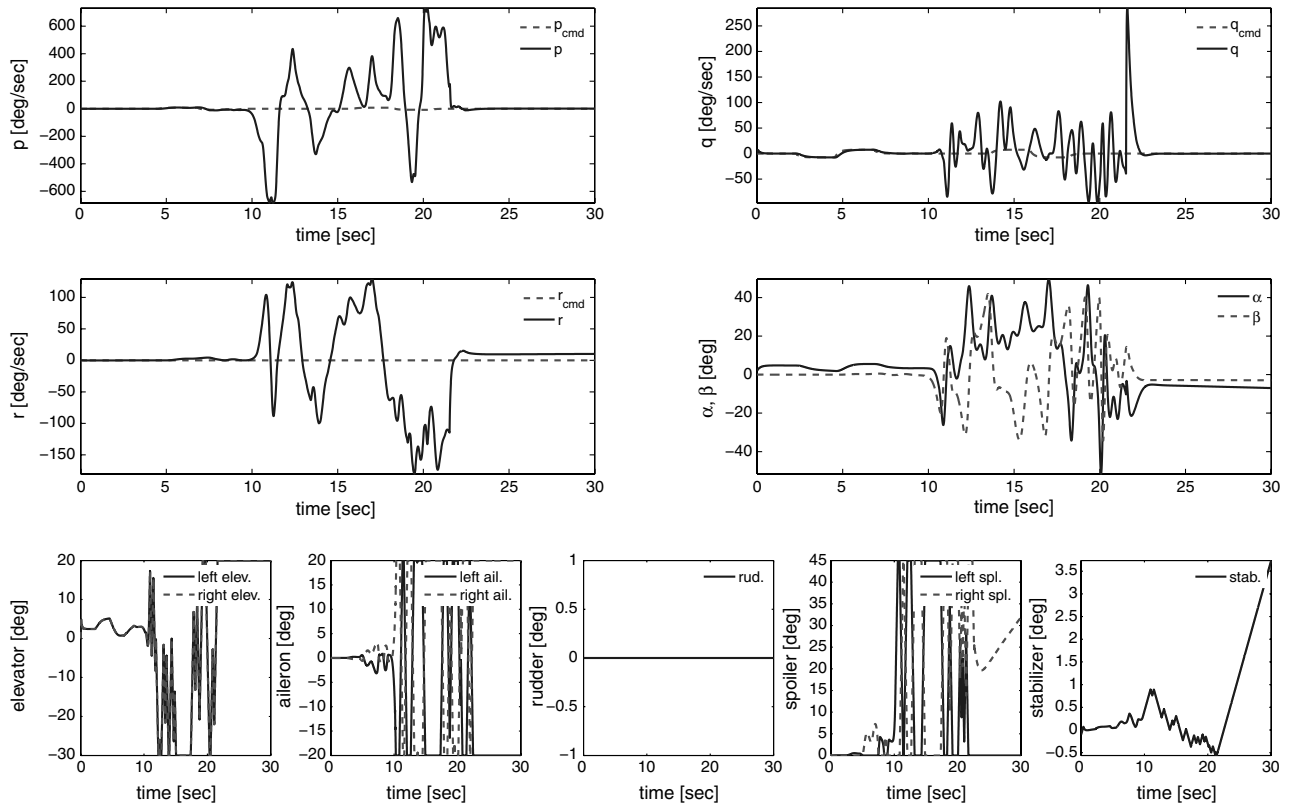 600
400
200
0
−200
−400
−600
p [deg/sec]
p_cmd
p
0 5 10 15 20 25 30
time [sec]
250
200
150
100
50
0
−50
q [deg/sec]
q_cmd
q
0 5 10 15 20 25 30
time [sec]
100
50
0
−50
−100
−150
r [deg/sec]
r_cmd
r
0 5 10 15 20 25 30
time [sec]
40
20
0
−20
−40
α, β [deg]
α
β
0 5 10 15 20 25 30
time [sec]
20
10
0
−10
−20
−30
elevator [deg]
left elev.
right elev.
0 10 20 30
time [sec]
20
15
10
5
0
−5
−10
−15
−20
aileron [deg]
left ail.
right ail.
0 10 20 30
time [sec]
1
0.5
0
−0.5
−1
rudder [deg]
rud.
0 10 20 30
time [sec]
45
40
35
30
25
20
15
10
5
0
spoiler [deg]
left spl.
right spl.
0 10 20 30
time [sec]
3.5
3
2.5
2
1.5
1
0.5
0
−0.5
stabilizer [deg]
stab.
0 10 20 30
time [sec]